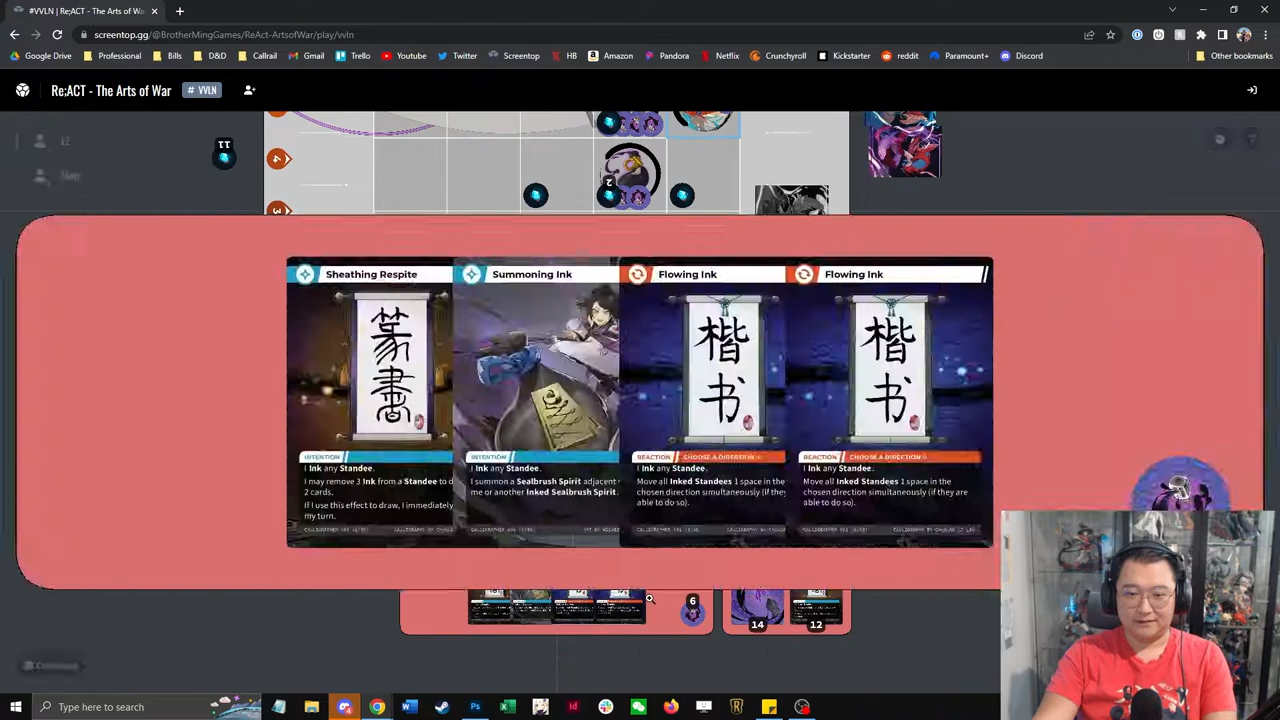 #VVLN | Re;ACT - The Arts of Wa
screentop.gg/@BrotherMingGames/ReAct-ArtsofWar/play/vvln
Google Drive
Professional
Bills
D&D
Callrail
Gmail
Trello
Youtube
Twitter
Screentop
HB
Amazon
Pandora
Netflix
Crunchyroll
Kickstarter
reddit
Paramount+
Discord
Other bookmarks
Re;ACT - The Arts of War
# VVLN
11
4
2
3
Sheathing Respite
篆書
INTENTION
I Ink any Standee.
I may remove 3 Ink from a Standee to d
2 cards.
If I use this effect to draw, I immediately
my turn.
Summoning Ink
INTENTION
I Ink any Standee.
I summon a Sealbrush Spirit adjacent
me or another Inked Sealbrush Spirit.
Flowing Ink
楷书
REACTION
CHOOSE A DIRECTION
I Ink any Standee.
Move all Inked Standees 1 space in the
chosen direction simultaneously (if they
able to do so).
Flowing Ink
楷书
REACTION
CHOOSE A DIRECTION
I Ink any Standee.
Move all Inked Standees 1 space in the
chosen direction simultaneously (if they are
able to do so).
6
14
12
Type here to search